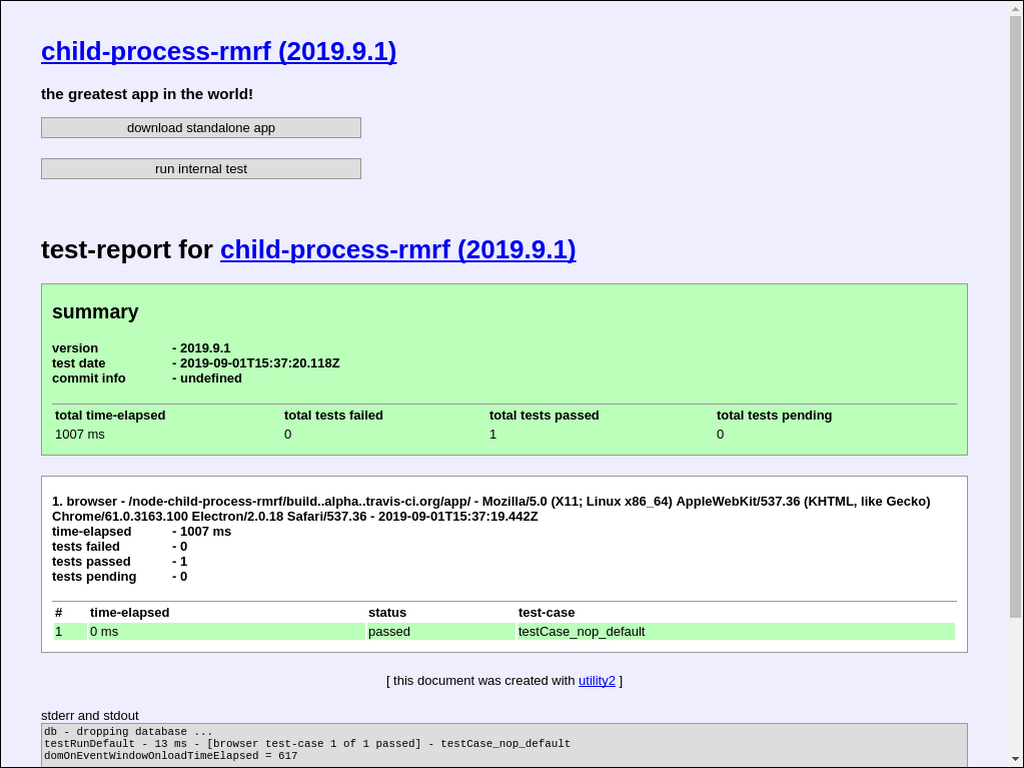 child-process-rmrf (2019.9.1)
the greatest app in the world!
download standalone app
run internal test
test-report for child-process-rmrf (2019.9.1)
summary
version - 2019.9.1
test date - 2019-09-01T15:37:20.118Z
commit info - undefined
total time-elapsed total tests failed total tests passed total tests pending
1007 ms 0 1 0
1. browser - /node-child-process-rmrf/build..alpha..travis-ci.org/app/ - Mozilla/5.0 (X11; Linux x86_64) AppleWebKit/537.36 (KHTML, like Gecko)
Chrome/61.0.3163.100 Electron/2.0.18 Safari/537.36 - 2019-09-01T15:37:19.442Z
time-elapsed - 1007 ms
tests failed - 0
tests passed - 1
tests pending - 0
# time-elapsed status test-case
1 0 ms passed testCase_nop_default
[ this document was created with utility2 ]
stderr and stdout
db - dropping database ...
testRunDefault - 13 ms - [browser test-case 1 of 1 passed] - testCase_nop_default
domOnEventWindowOnloadTimeElapsed = 617